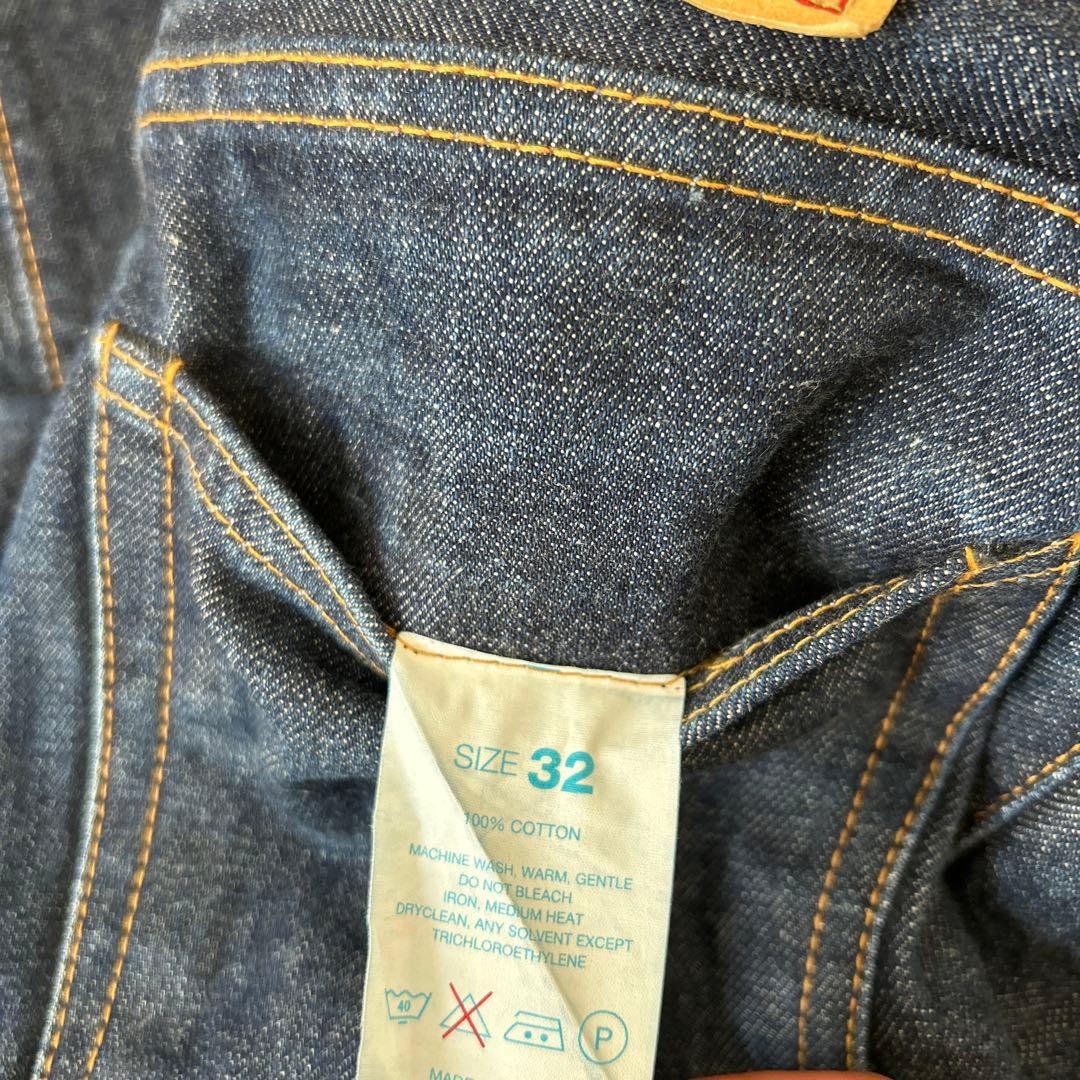 SIZE 32
100% COTTON
MACHINE WASH, WARM, GENTLE
DO NOT BLEACH
IRON, MEDIUM HEAT
DRYCLEAN, ANY SOLVENT EXCEPT
TRICHLOROETHYLENE
40
P